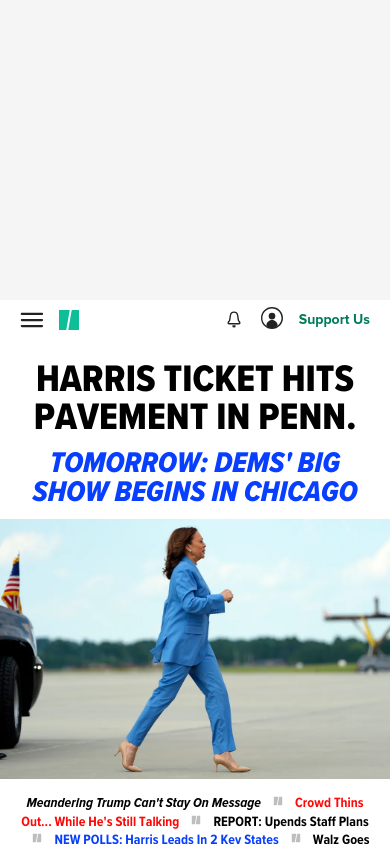 Support Us
HARRIS TICKET HITS
PAVEMENT IN PENN.
TOMORROW: DEMS' BIG
SHOW BEGINS IN CHICAGO
Meandering Trump Can't Stay On Message Crowd Thins
Out... While He's Still Talking REPORT: Upends Staff Plans
NEW POLLS: Harris Leads In 2 Key States Walz Goes